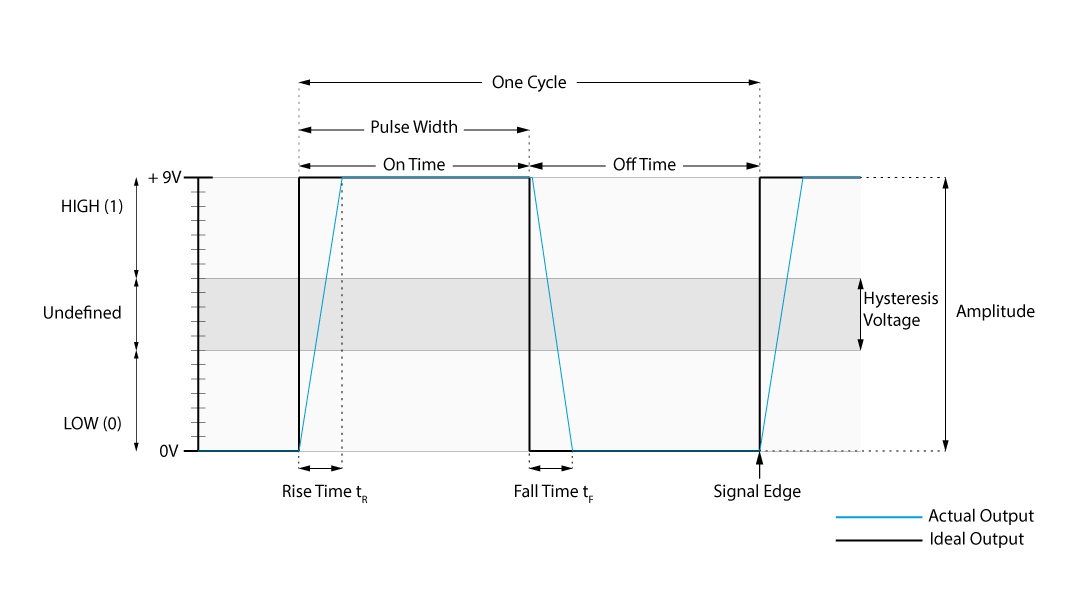 One Cycle
Pulse Width
On Time
Off Time
+ 9V
HIGH (1)
Undefined
Hysteresis
Voltage
Amplitude
LOW (0)
0V
Rise Time tR
Fall Time tF
Signal Edge
Actual Output
Ideal Output